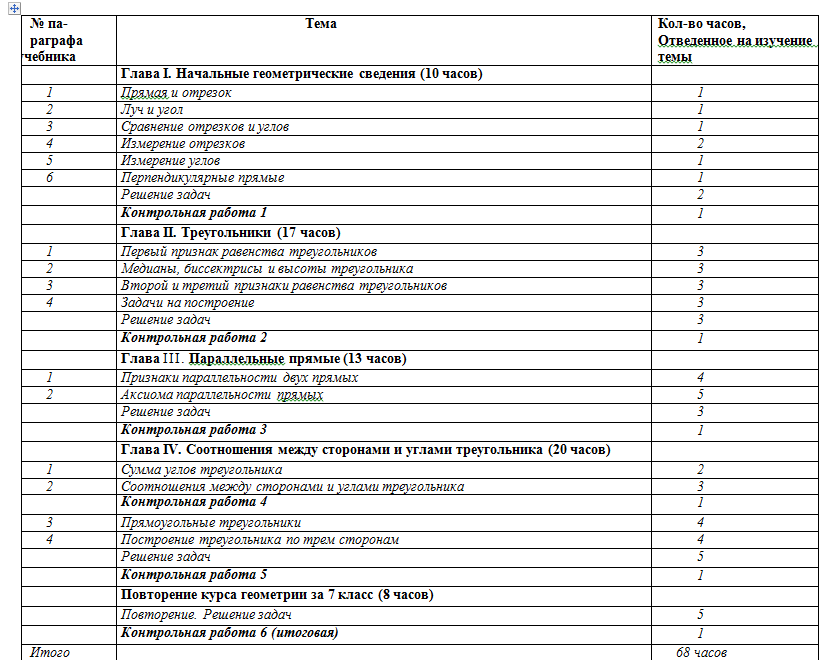 № па- Тема Кол-во часов,
раграфа Отведенное на изучение
учебника темы
Глава I. Начальные геометрические сведения (10 часов)
1 Прямая и отрезок 1
2 Луч и угол 1
3 Сравнение отрезков и углов 1
4 Измерение отрезков 2
5 Измерение углов 1
6 Перпендикулярные прямые 1
Решение задач 2
Контрольная работа 1 1
Глава II. Треугольники (17 часов)
1 Первый признак равенства треугольников 3
2 Медианы, биссектрисы и высоты треугольника 3
3 Второй и третий признаки равенства треугольников 3
4 Задачи на построение 3
Решение задач 3
Контрольная работа 2 1
Глава III. Параллельные прямые (13 часов)
1 Признаки параллельности двух прямых 4
2 Аксиома параллельности прямых 5
Решение задач 3
Контрольная работа 3 1
Глава IV. Соотношения между сторонами и углами треугольника (20 часов)
1 Сумма углов треугольника 2
2 Соотношения между сторонами и углами треугольника 3
Контрольная работа 4 1
3 Прямоугольные треугольники 4
4 Построение треугольника по трем сторонам 4
Решение задач 5
Контрольная работа 5 1
Повторение курса геометрии за 7 класс (8 часов)
Повторение. Решение задач 5
Контрольная работа 6 (итоговая) 1
Итого 68 часов